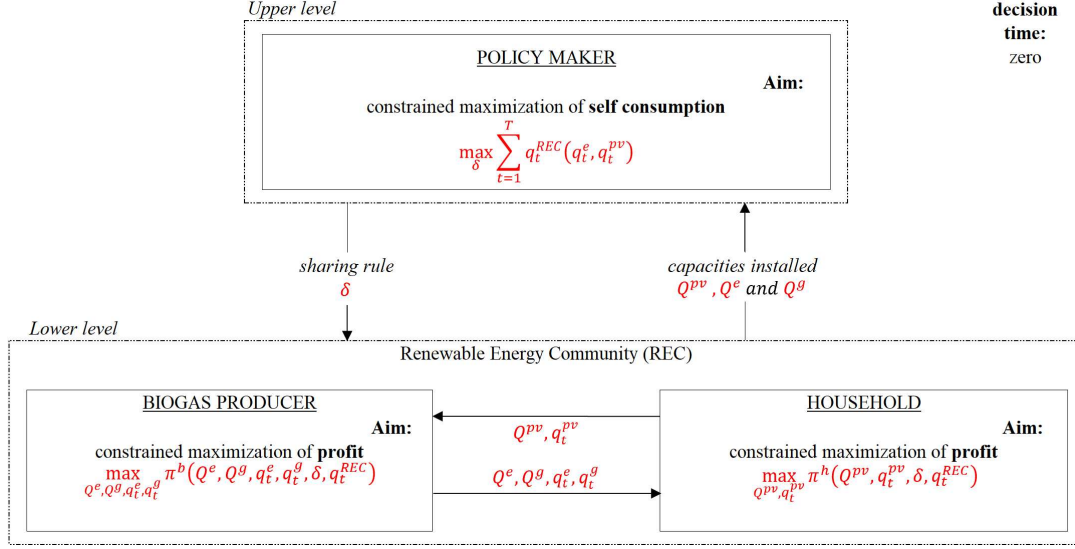 Upper level
decision
time:
zero
POLICY MAKER
Aim:
constrained maximization of self consumption
max_δ ∑_{t=1}^{T} q_t^{REC}(q_t^e, q_t^{pv})
sharing rule
δ
capacities installed
Q^{pv}, Q^e and Q^g
Lower level
Renewable Energy Community (REC)
BIOGAS PRODUCER
Aim:
constrained maximization of profit
max_{Q^e,Q^g,q_t^e,q_t^g} π^b(Q^e, Q^g, q_t^e, q_t^g, δ, q_t^{REC})
Q^{pv}, q_t^{pv}
Q^e, Q^g, q_t^e, q_t^g
HOUSEHOLD
Aim:
constrained maximization of profit
max_{Q^{pv},q_t^{pv}} π^h(Q^{pv}, q_t^{pv}, δ, q_t^{REC})